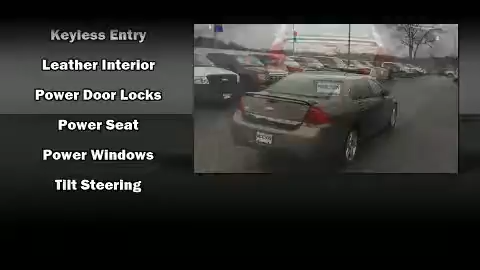 Keyless Entry
Leather Interior
Power Door Locks
Power Seat
Power Windows
Tilt Steering